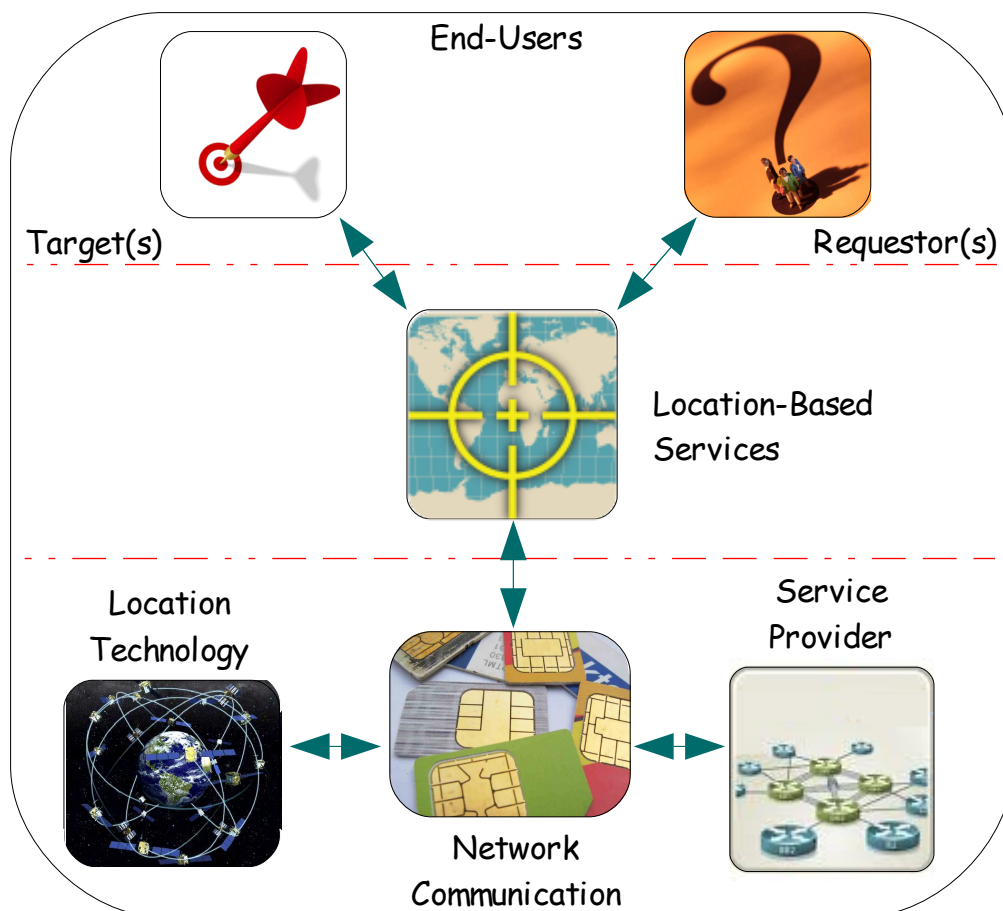 End-Users
Target(s)
Requestor(s)
Location-Based
Services
Location
Technology
Service
Provider
Network
Communication